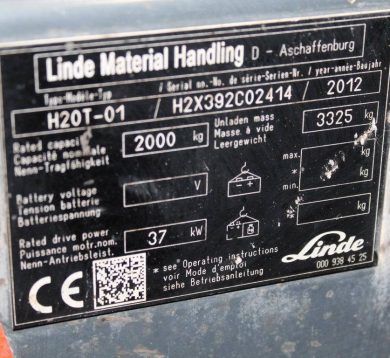 Linde Material Handling D - Aschaffenburg
Type-Modèle-Typ / Serial no.-No. de série-Serien-Nr. / year-année-Baujahr
H20T-01 / H2X392C02414 / 2012
Rated capacity
Capacité nominale
Nenn-Tragfähigkeit
2000 kg
Unladen mass
Masse à vide
Leergewicht
3325 kg
Battery voltage
Tension batterie
Batteriespannung
V
max. kg
*
min. kg
Rated drive power
Puissance motr.nom.
Nenn-Antriebsleist.
37 kW
kg
CE
* see Operating instructions
voir Mode d'emploi
siehe Betriebsanleitung
Linde
000 938 45 25